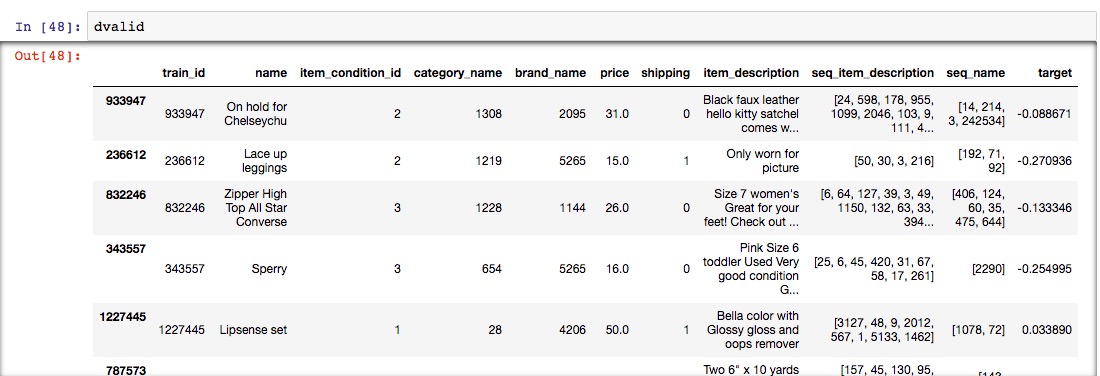 In [48]: dvalid
Out[48]:
train_id name item_condition_id category_name brand_name price shipping item_description seq_item_description seq_name target
933947 933947 On hold for Chelseychu 2 1308 2095 31.0 0 Black faux leather hello kitty satchel comes w... [24, 598, 178, 955, 1099, 2046, 103, 9, 111, 4... [14, 214, 3, 242534] -0.088671
236612 236612 Lace up leggings 2 1219 5265 15.0 1 Only worn for picture [50, 30, 3, 216] [192, 71, 92] -0.270936
832246 832246 Zipper High Top All Star Converse 3 1228 1144 26.0 0 Size 7 women's Great for your feet! Check out ... [6, 64, 127, 39, 3, 49, 1150, 132, 63, 33, 394... [406, 124, 60, 35, 475, 644] -0.133346
343557 343557 Sperry 3 654 5265 16.0 0 Pink Size 6 toddler Used Very good condition G... [25, 6, 45, 420, 31, 67, 58, 17, 261] [2290] -0.254995
1227445 1227445 Lipsense set 1 28 4206 50.0 1 Bella color with Glossy gloss and oops remover [3127, 48, 9, 2012, 567, 1, 5133, 1462] [1078, 72] 0.033890
787573 Two 6" x 10 yards [157, 45, 130, 95,